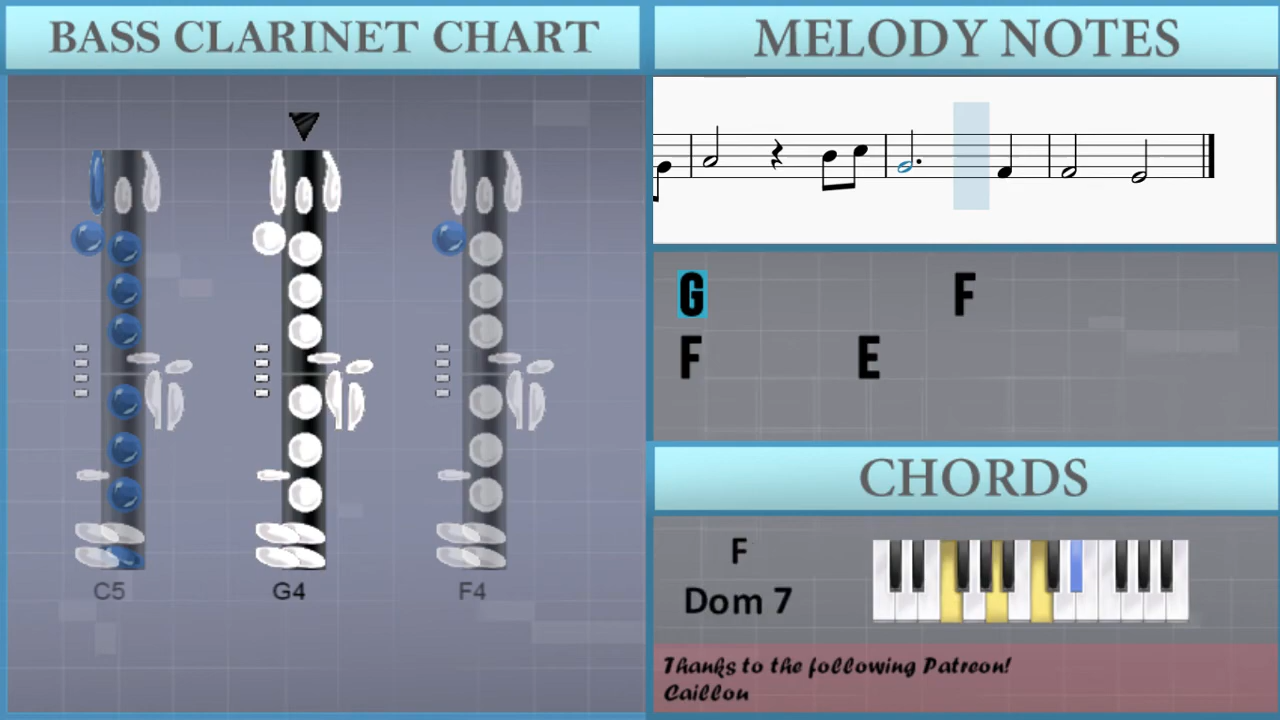 BASS CLARINET CHART
MELODY NOTES
G F
F E
C5 G4 F4
CHORDS
F
Dom 7
Thanks to the following Patreon!
Caillou